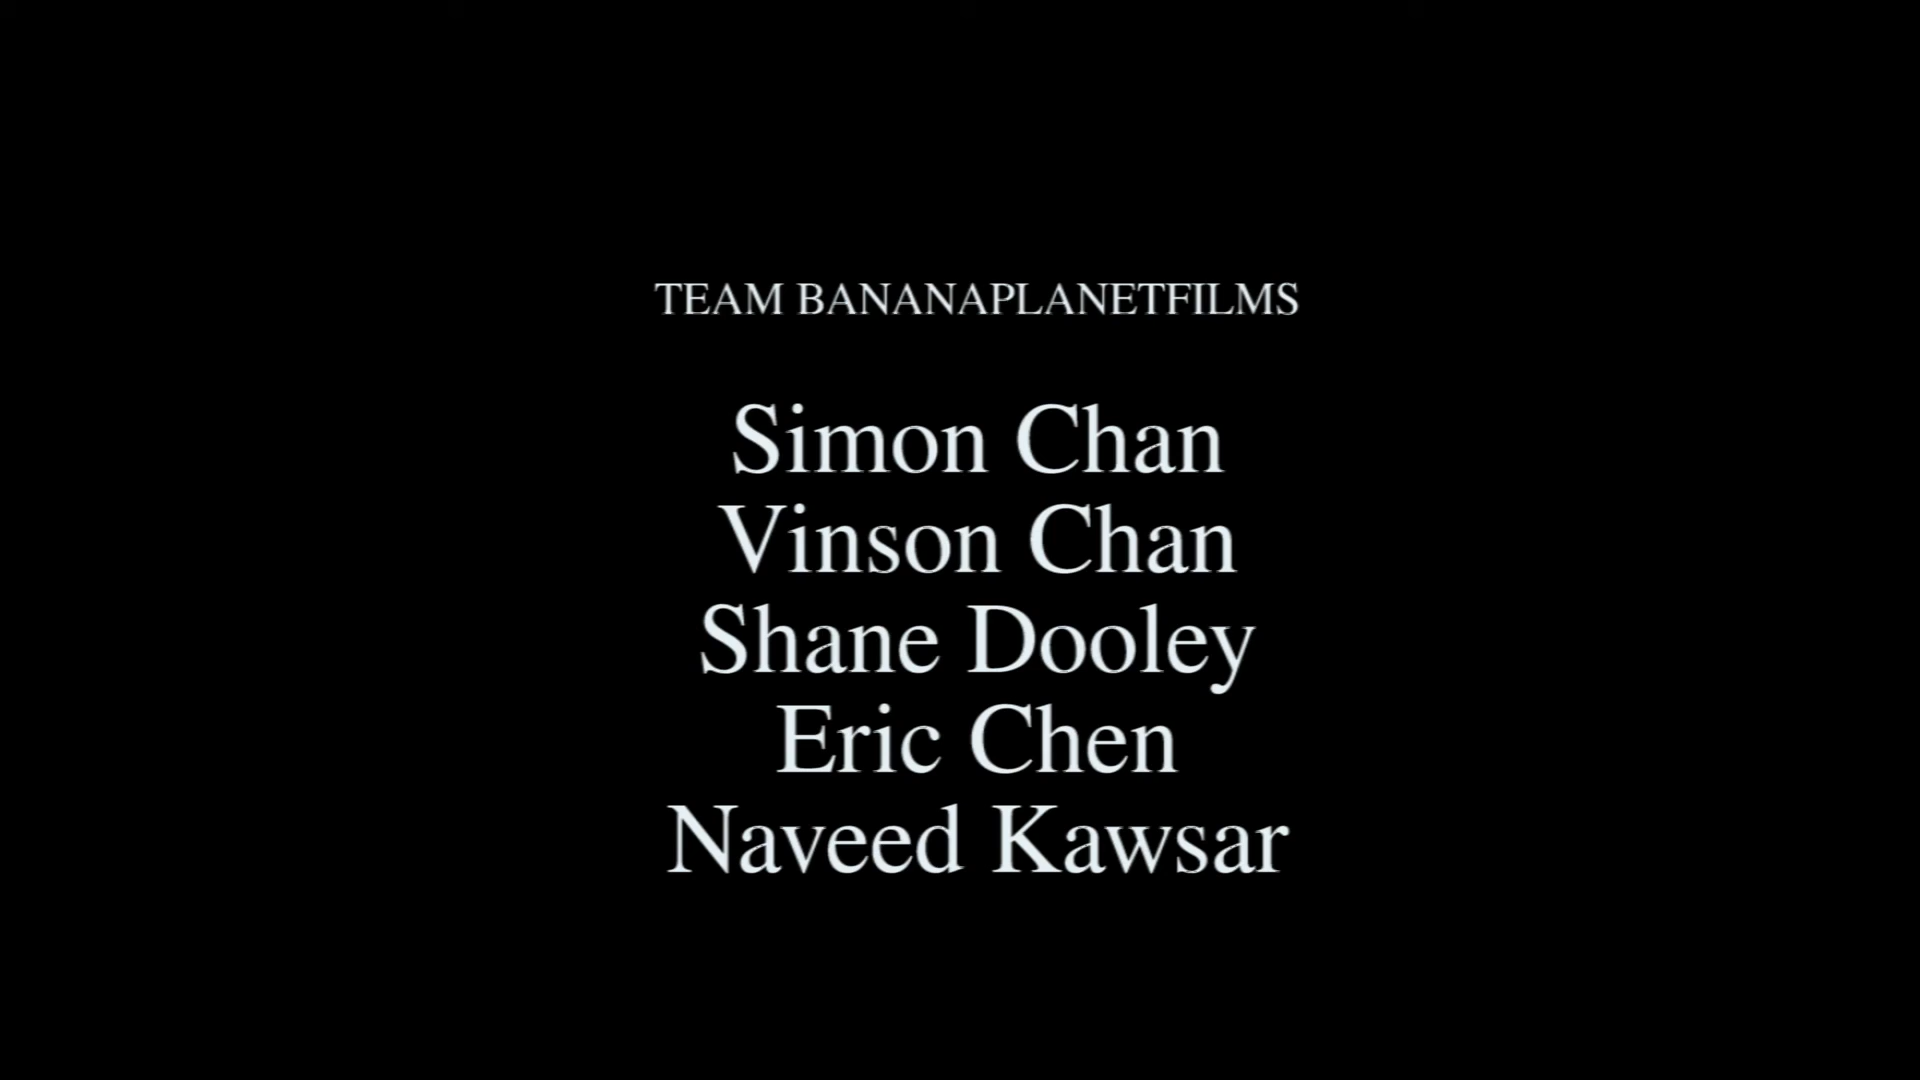 TEAM BANANAPLANETFILMS
Simon Chan
Vinson Chan
Shane Dooley
Eric Chen
Naveed Kawsar